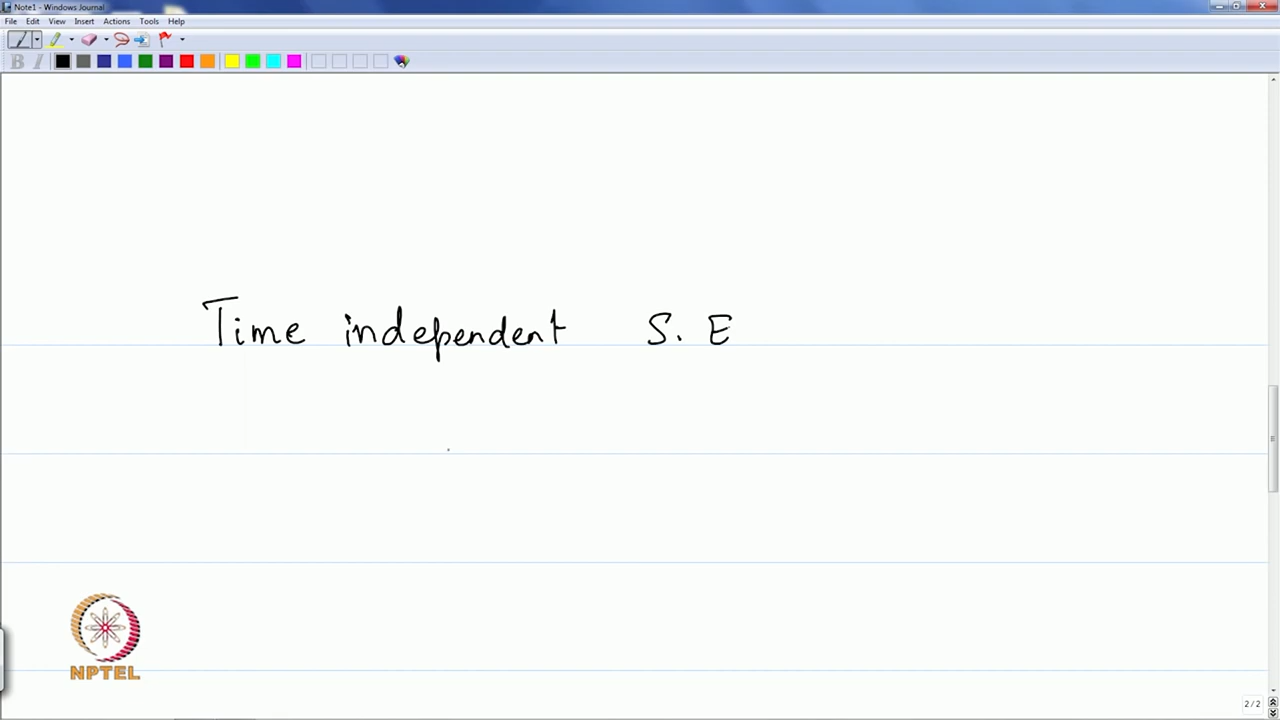 Note1 - Windows Journal
File Edit View Insert Actions Tools Help
B I
Time independent S. E
NPTEL
2/2